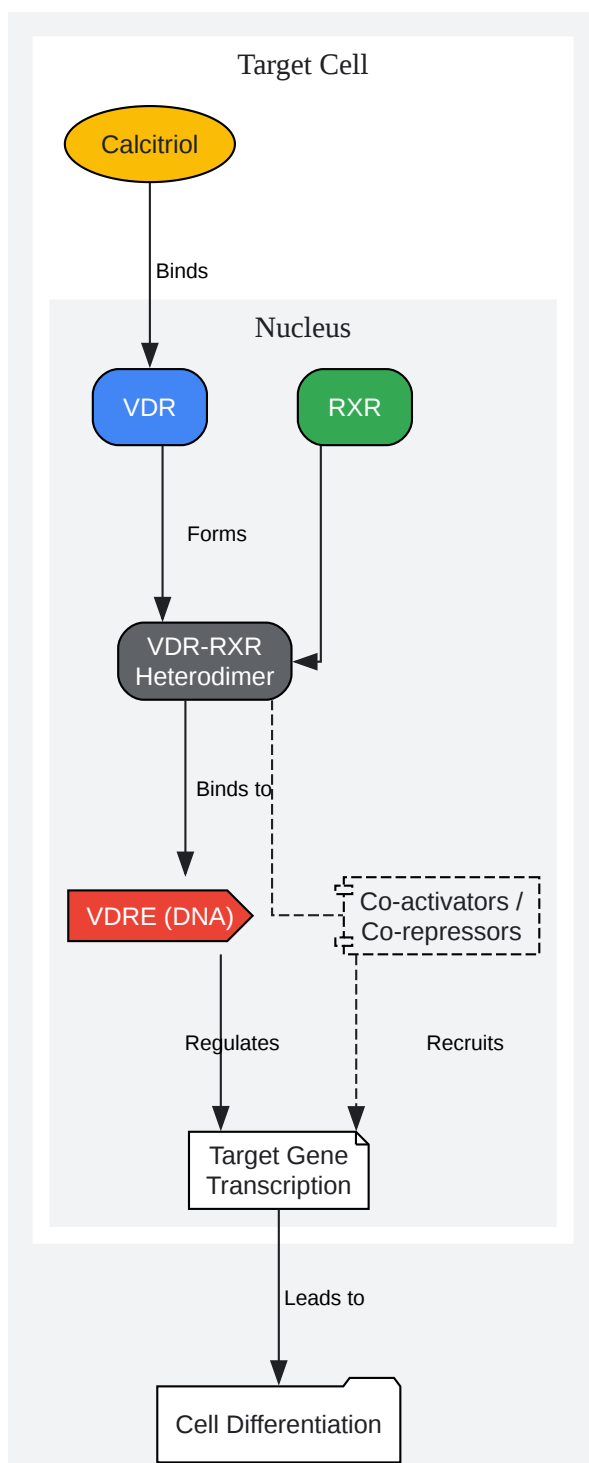 Target Cell
Calcitriol
Binds
Nucleus
VDR
RXR
Forms
VDR-RXR
Heterodimer
Binds to
VDRE (DNA)
Co-activators /
Co-repressors
Regulates
Recruits
Target Gene
Transcription
Leads to
Cell Differentiation